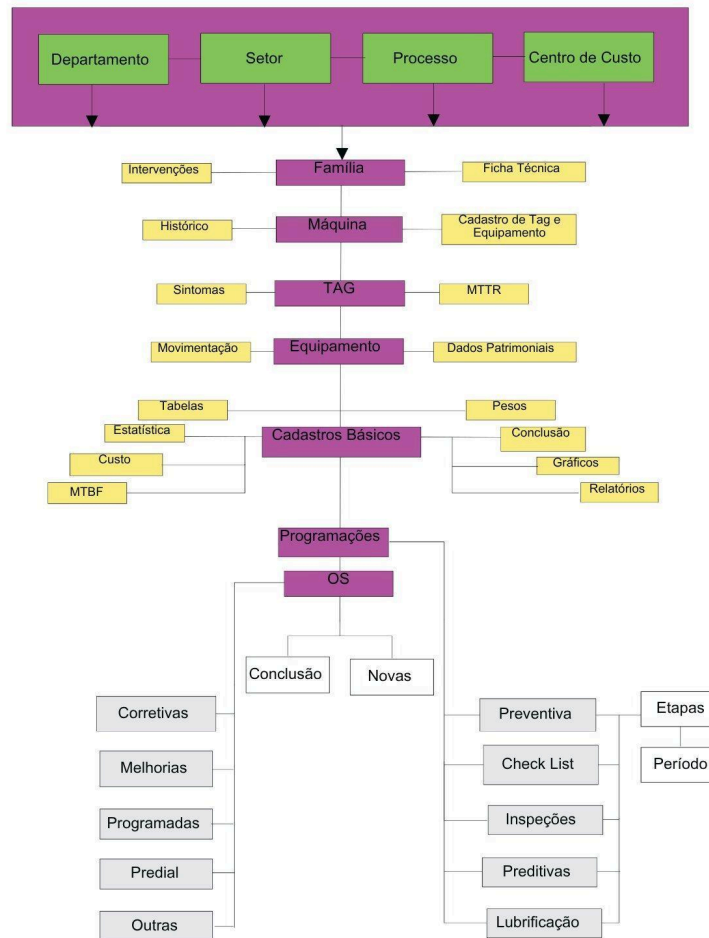 Departamento
Setor
Processo
Centro de Custo
Família
Intervenções
Ficha Técnica
Máquina
Histórico
Cadastro de Tag e
Equipamento
TAG
Sintomas
MTTR
Equipamento
Movimentação
Dados Patrimoniais
Tabelas
Pesos
Estatística
Cadastros Básicos
Conclusão
Custo
Gráficos
MTBF
Relatórios
Programações
OS
Conclusão
Novas
Corretivas
Preventiva
Etapas
Melhorias
Check List
Período
Programadas
Inspeções
Predial
Preditivas
Outras
Lubrificação